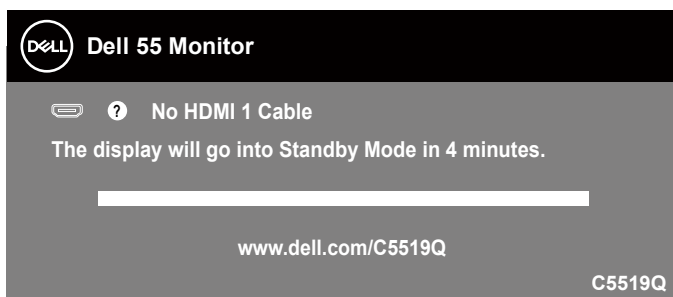 DELL Dell 55 Monitor
? No HDMI 1 Cable
The display will go into Standby Mode in 4 minutes.
www.dell.com/C5519Q
C5519Q